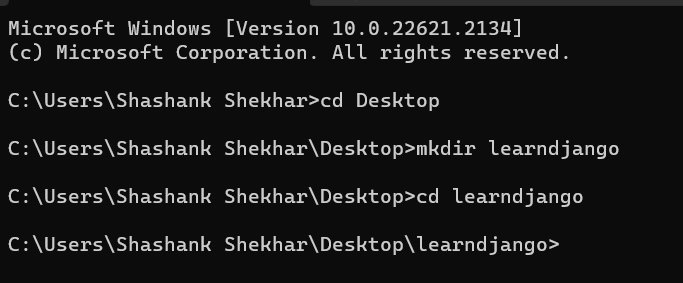 Microsoft Windows [Version 10.0.22621.2134]
(c) Microsoft Corporation. All rights reserved.
C:\Users\Shashank Shekhar>cd Desktop
C:\Users\Shashank Shekhar\Desktop>mkdir learndjango
C:\Users\Shashank Shekhar\Desktop>cd learndjango
C:\Users\Shashank Shekhar\Desktop\learndjango>